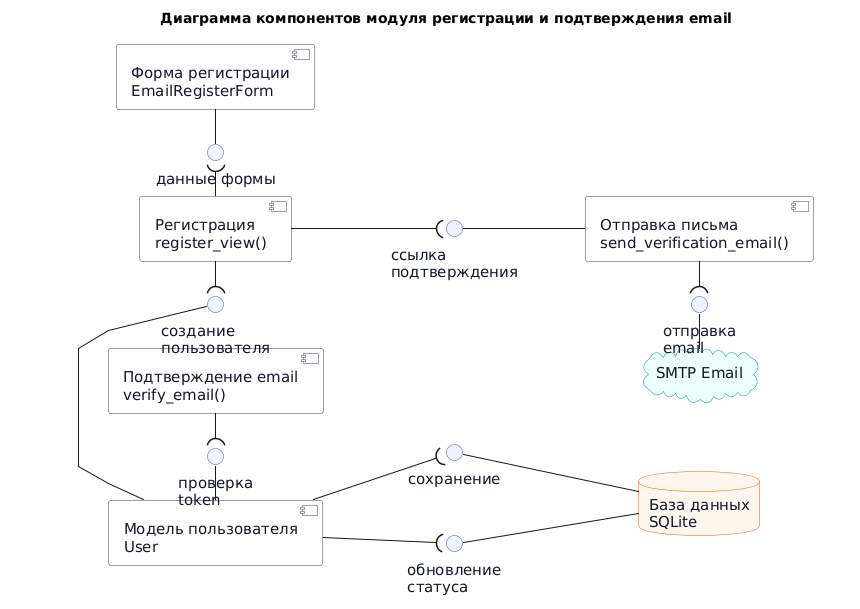 Диаграмма компонентов модуля регистрации и подтверждения email
Форма регистрации
EmailRegisterForm
данные формы
Регистрация
register_view()
ссылка
подтверждения
Отправка письма
send_verification_email()
создание
пользователя
отправка
email
Подтверждение email
verify_email()
SMTP Email
проверка
token
сохранение
Модель пользователя
User
База данных
SQLite
обновление
статуса